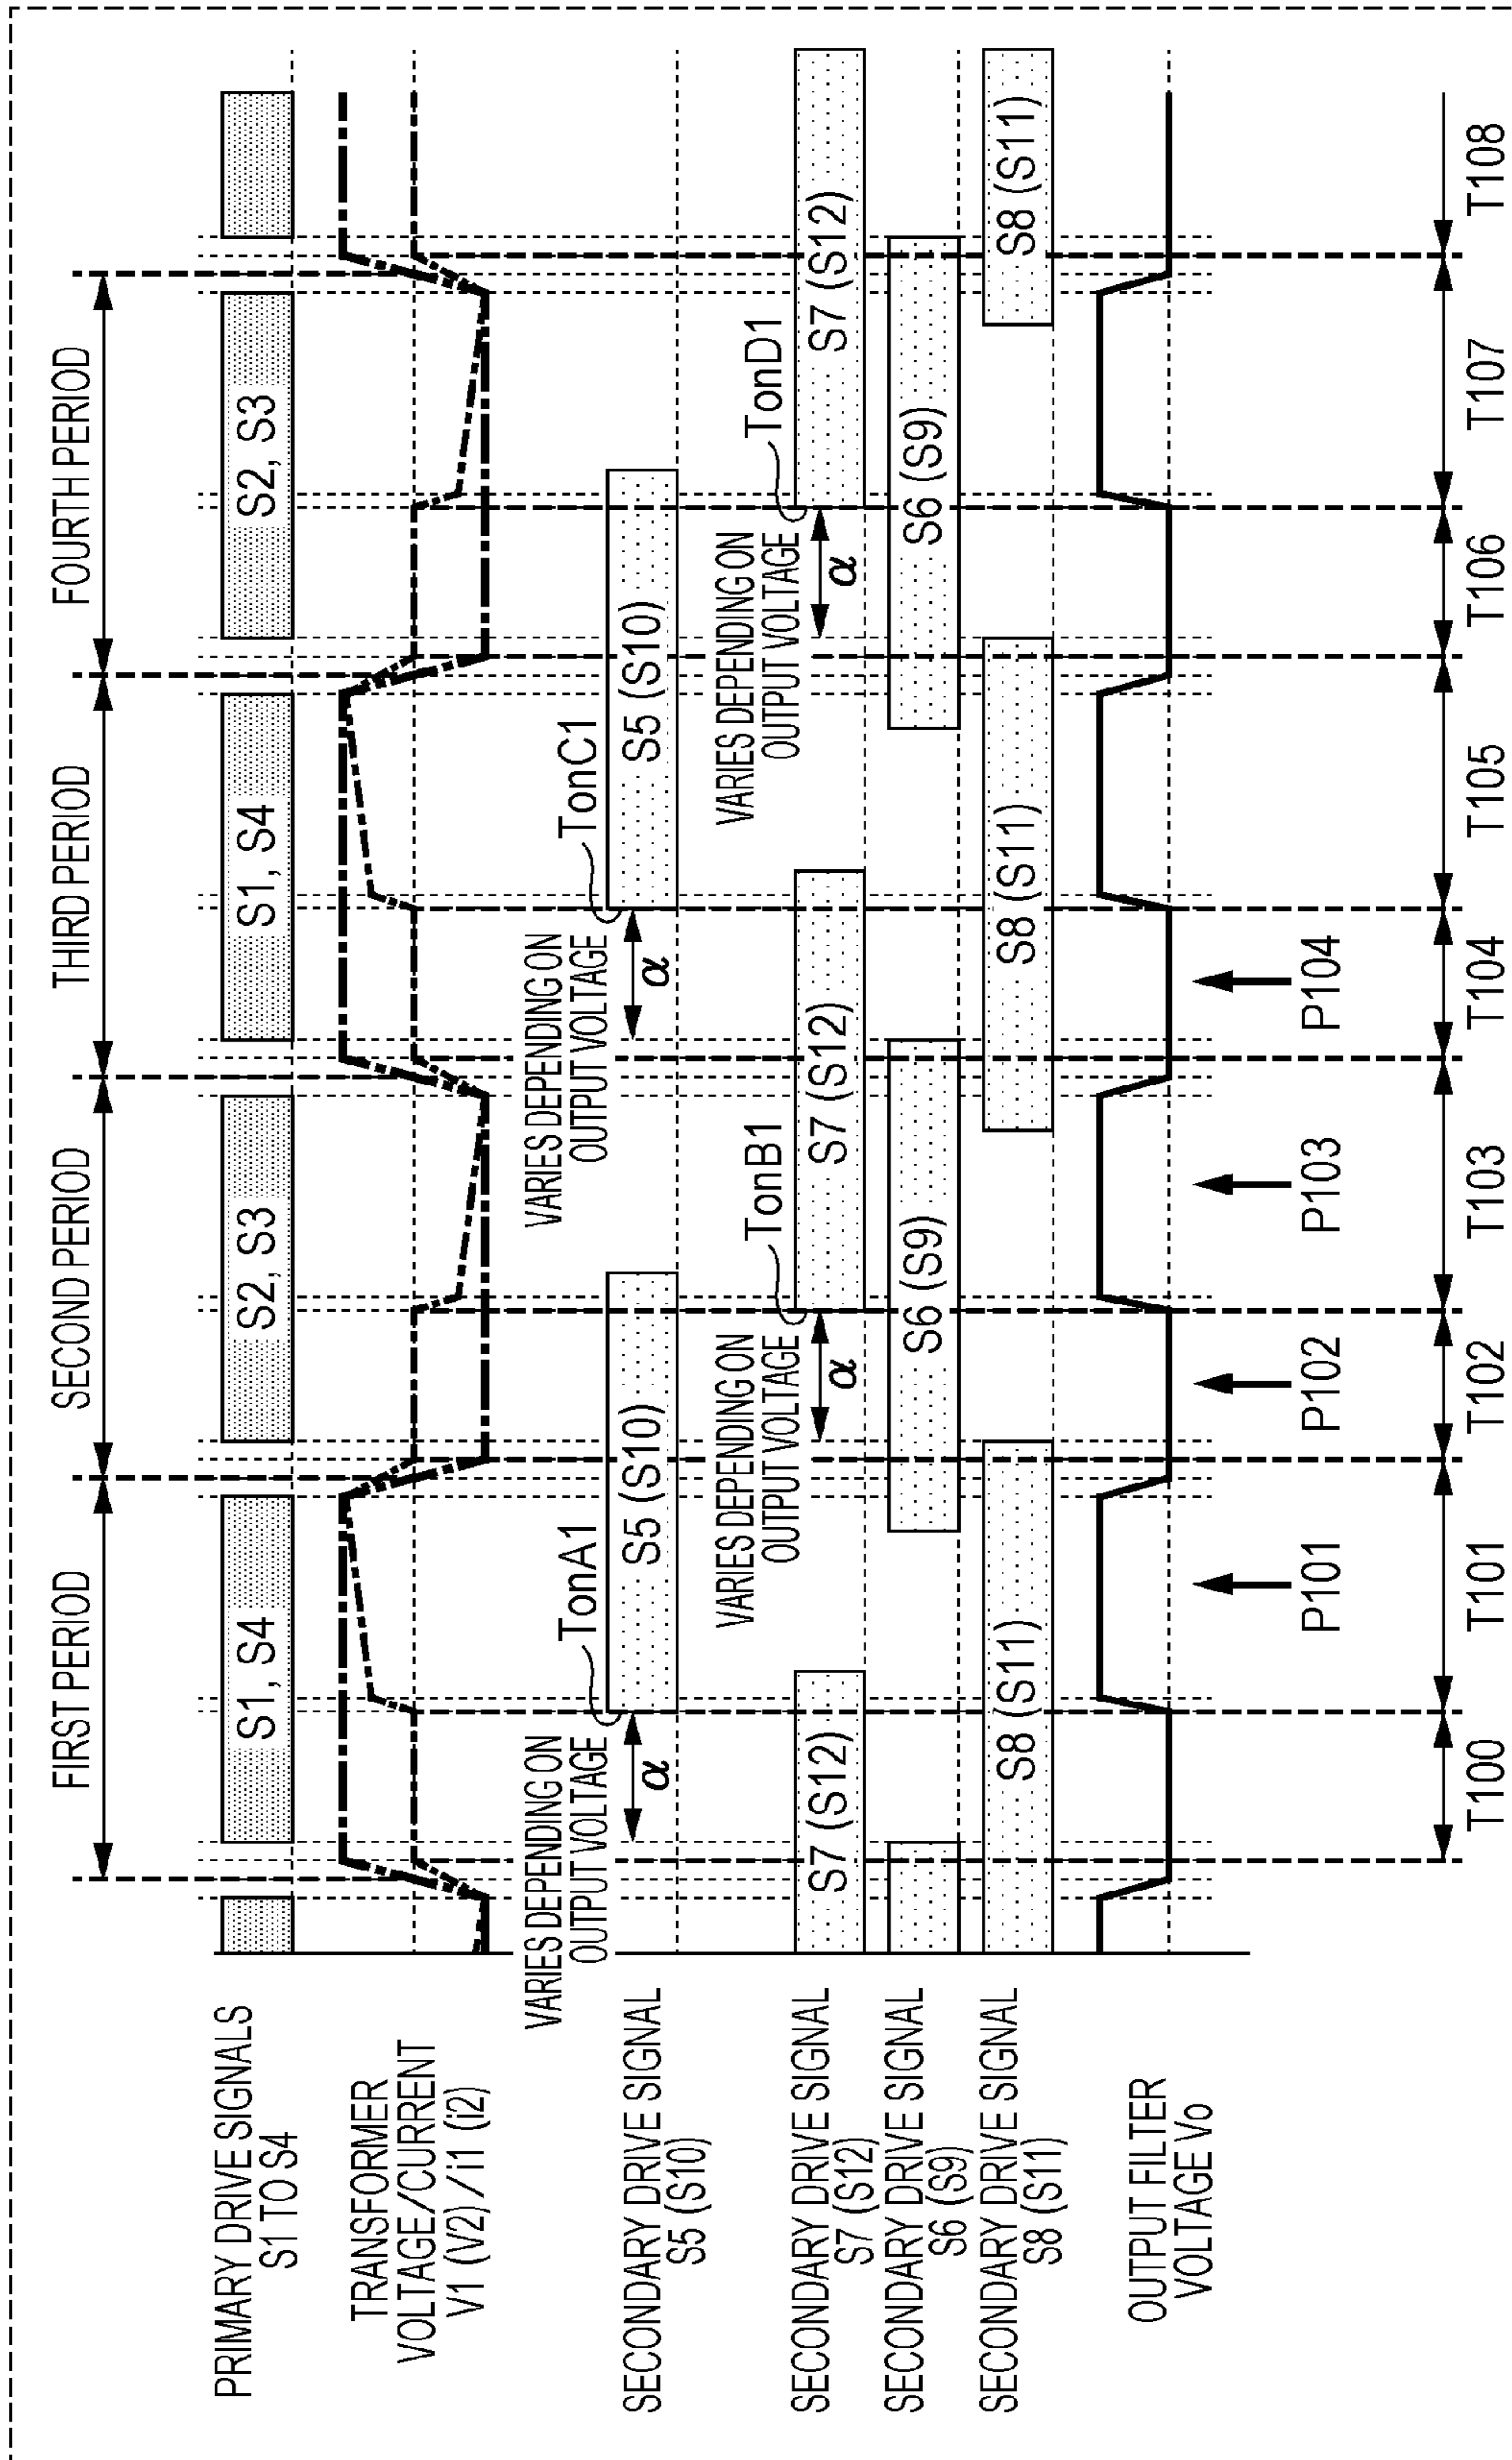 FIRST PERIOD
SECOND PERIOD
THIRD PERIOD
FOURTH PERIOD
PRIMARY DRIVE SIGNALS
S1 TO S4
S1, S4
S2, S3
S1, S4
S2, S3
TRANSFORMER
VOLTAGE/CURRENT
V1 (V2)/i1 (i2)
VARIES DEPENDING ON
OUTPUT VOLTAGE
α
TonA1
VARIES DEPENDING ON
OUTPUT VOLTAGE
α
TonC1
SECONDARY DRIVE SIGNAL
S5 (S10)
S5 (S10)
S5 (S10)
VARIES DEPENDING ON
OUTPUT VOLTAGE
α
TonB1
VARIES DEPENDING ON
OUTPUT VOLTAGE
α
TonD1
SECONDARY DRIVE SIGNAL
S7 (S12)
S7 (S12)
S7 (S12)
S7 (S12)
SECONDARY DRIVE SIGNAL
S6 (S9)
S6 (S9)
S6 (S9)
SECONDARY DRIVE SIGNAL
S8 (S11)
S8 (S11)
S8 (S11)
S8 (S11)
OUTPUT FILTER
VOLTAGE Vo
P101
P102
P103
P104
T100
T101
T102
T103
T104
T105
T106
T107
T108